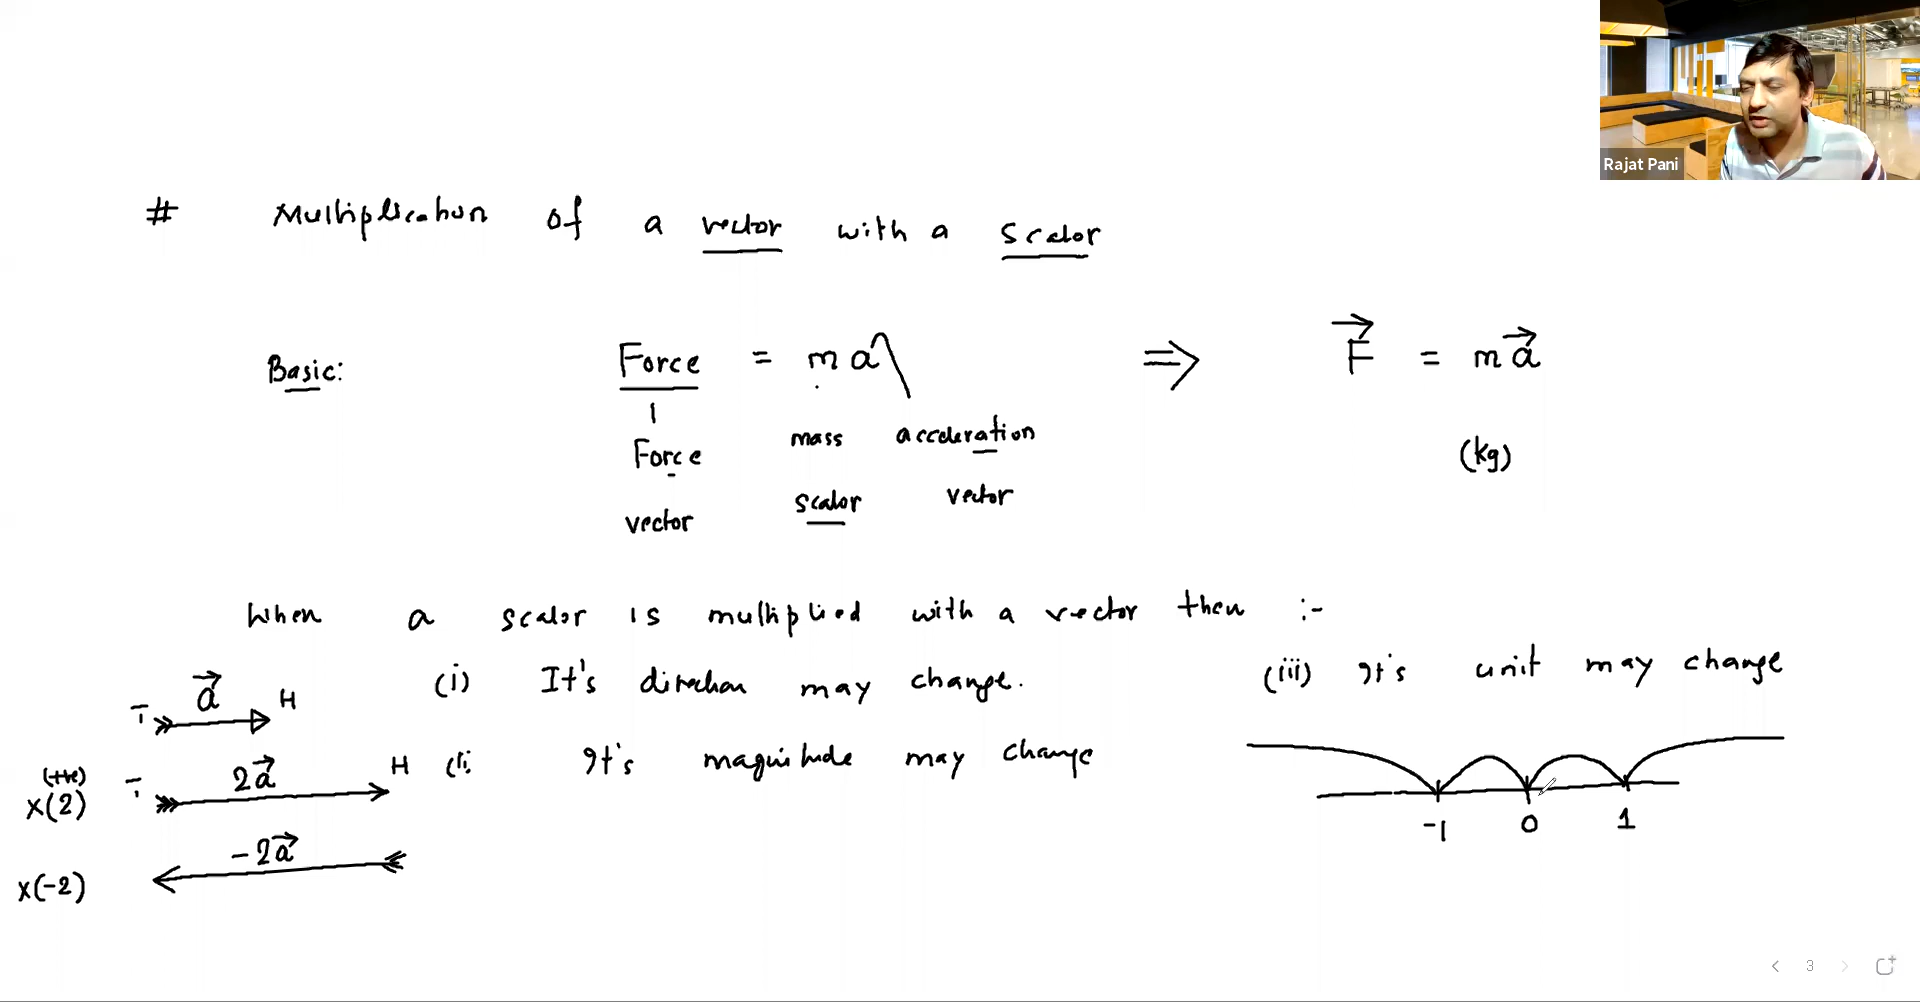 Rajat Pani
# Multiplication of a vector with a scalar
Basic: Force = ma ⇒ F⃗ = ma⃗
Force mass acceleration (kg)
vector scalar vector
When a scalar is multiplied with a vector then :-
(i) It's direction may change. (iii) It's unit may change
T a⃗ H
(ii It's magnitude may change
(+ve)
x(2) T 2a⃗ H
-1 0 1
x(-2) -2a⃗
3